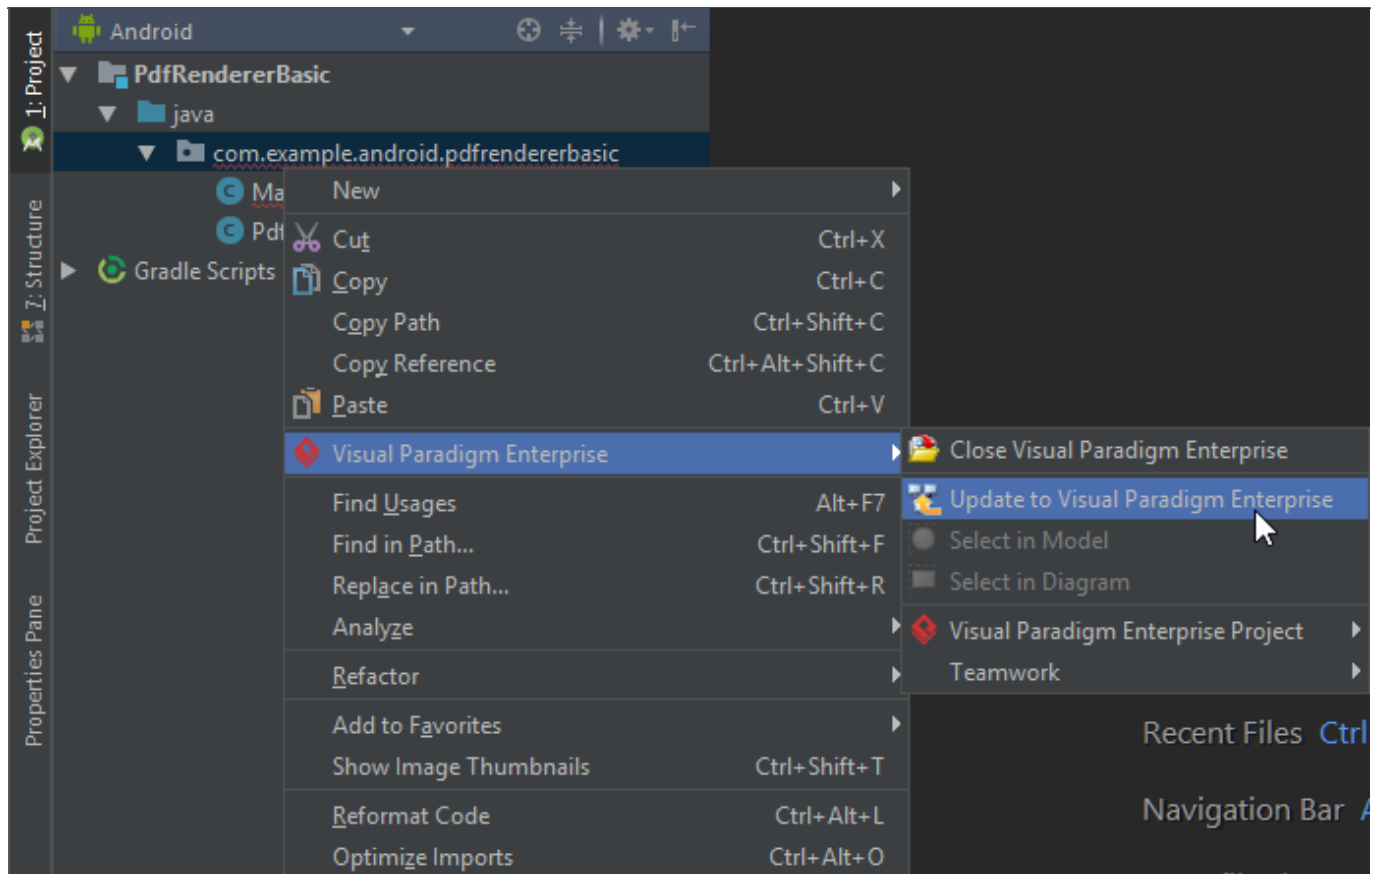 Android
1: Project
PdfRendererBasic
java
com.example.android.pdfrendererbasic
Ma
Pdf
Gradle Scripts
7: Structure
Project Explorer
Properties Pane
New
Cut Ctrl+X
Copy Ctrl+C
Copy Path Ctrl+Shift+C
Copy Reference Ctrl+Alt+Shift+C
Paste Ctrl+V
Visual Paradigm Enterprise
Find Usages Alt+F7
Find in Path... Ctrl+Shift+F
Replace in Path... Ctrl+Shift+R
Analyze
Refactor
Add to Favorites
Show Image Thumbnails Ctrl+Shift+T
Reformat Code Ctrl+Alt+L
Optimize Imports Ctrl+Alt+O
Close Visual Paradigm Enterprise
Update to Visual Paradigm Enterprise
Select in Model
Select in Diagram
Visual Paradigm Enterprise Project
Teamwork
Recent Files Ctrl
Navigation Bar